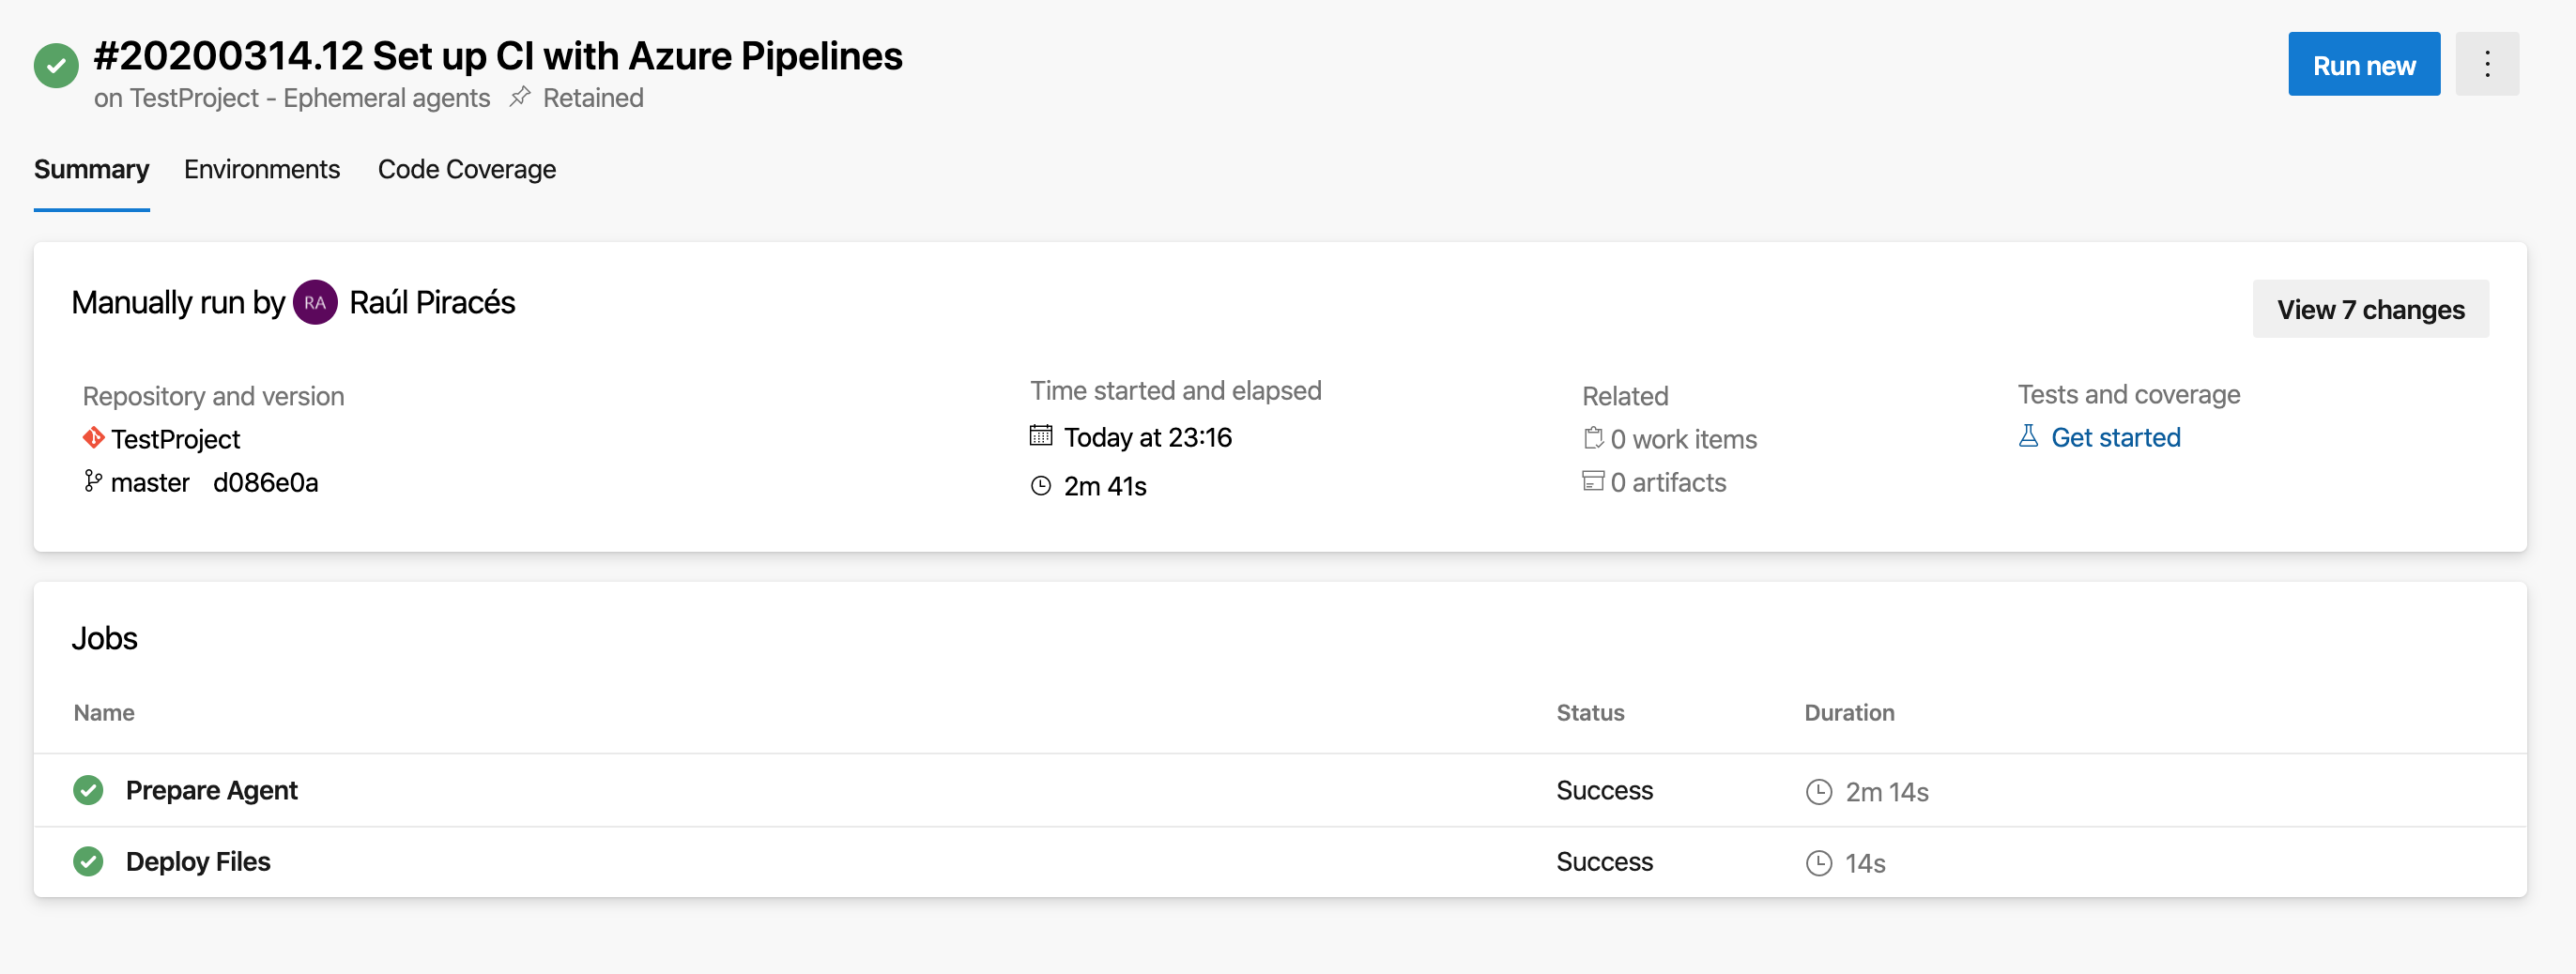 #20200314.12 Set up CI with Azure Pipelines
on TestProject - Ephemeral agents Retained
Run new
Summary Environments Code Coverage
Manually run by RA Raúl Piracés
View 7 changes
Repository and version
TestProject
master d086e0a
Time started and elapsed
Today at 23:16
2m 41s
Related
0 work items
0 artifacts
Tests and coverage
Get started
Jobs
Name Status Duration
Prepare Agent Success 2m 14s
Deploy Files Success 14s